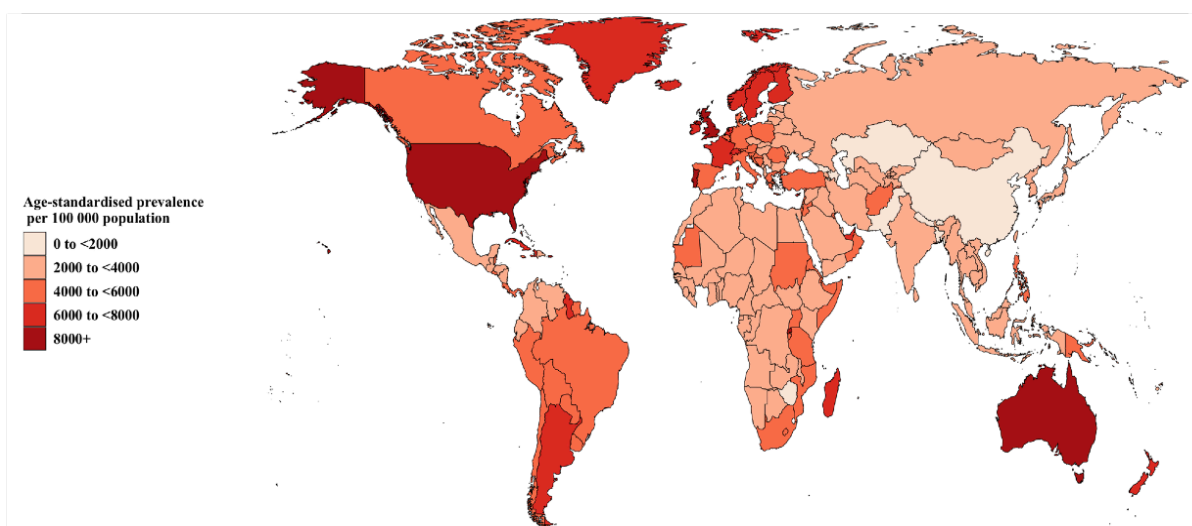 Age-standardised prevalence
per 100 000 population
0 to <2000
2000 to <4000
4000 to <6000
6000 to <8000
8000+